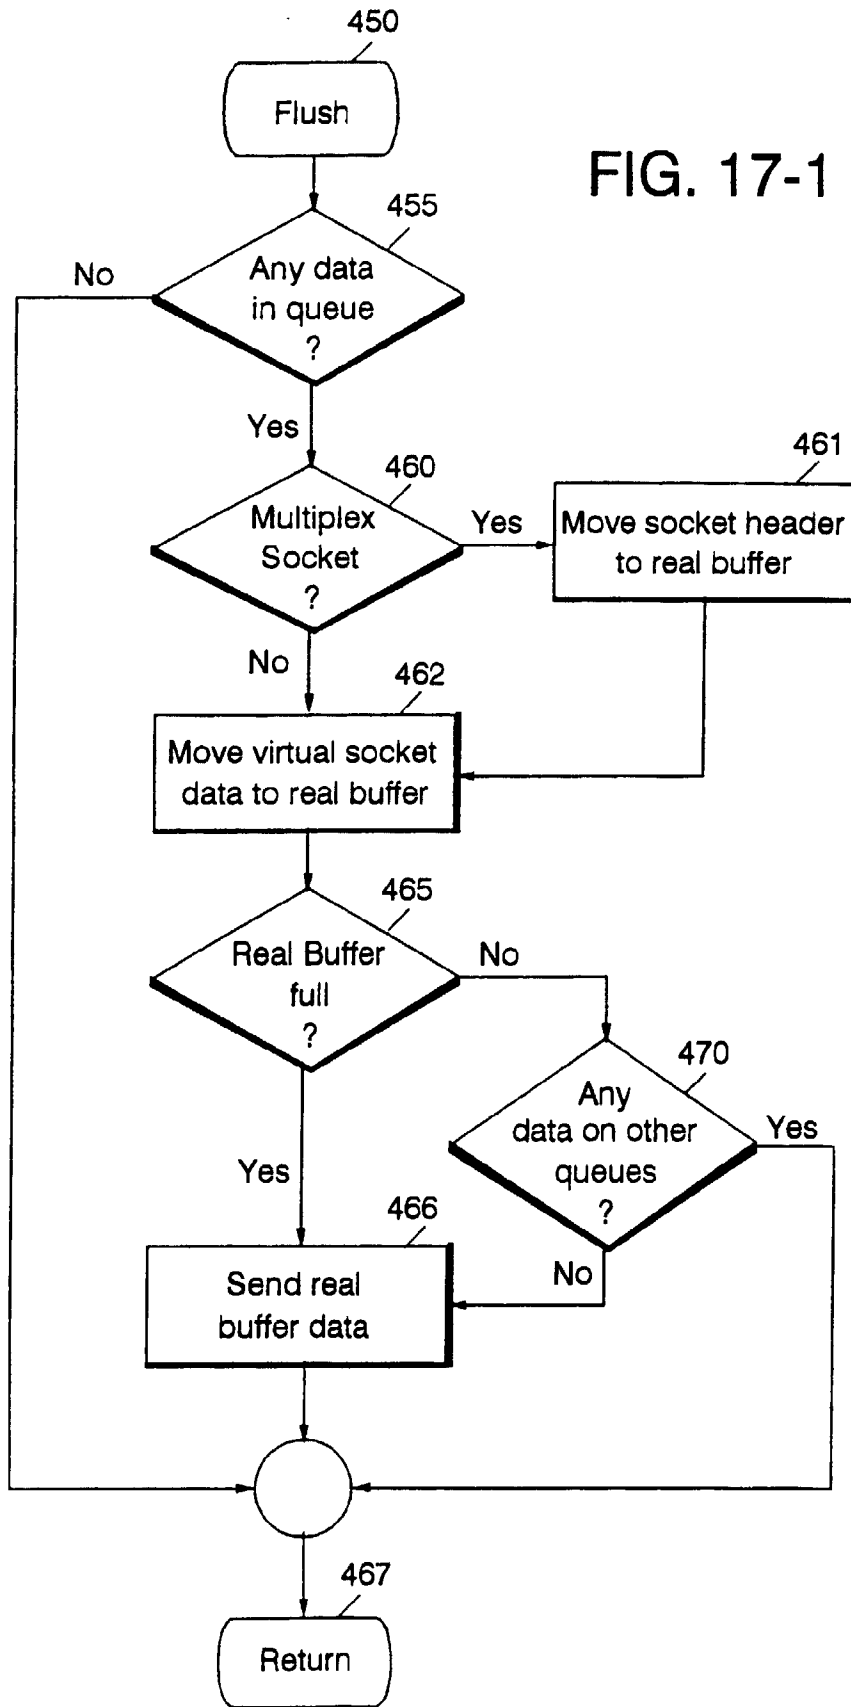 450
Flush
FIG. 17-1
455
No
Any data
in queue
?
Yes
460
461
Multiplex
Socket
?
Yes
Move socket header
to real buffer
No
462
Move virtual socket
data to real buffer
465
Real Buffer
full
?
No
470
Any
data on other
queues
?
Yes
Yes
466
No
Send real
buffer data
467
Return